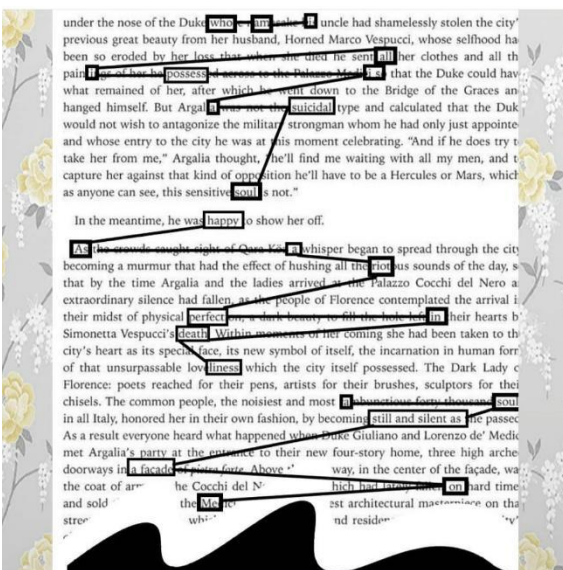 under the nose of the Duke whose namesake his uncle had shamelessly stolen the city'
previous great beauty from her husband, Horned Marco Vespucci, whose selfhood ha
been so eroded by her loss that when she died he sent all her clothes and all th
pain of her he possess across to the Palazzo so that the Duke could hav
what remained of her, after which he went down to the Bridge of the Graces an
hanged himself. But Argalia was not the suicidal type and calculated that the Duk
would not wish to antagonize the military strongman whom he had only just appointe
and whose entry to the city he was at this moment celebrating. "And if he does try t
take her from me," Argalia thought, "he'll find me waiting with all my men, and t
capture her against that kind of opposition he'll have to be a Hercules or Mars, which
as anyone can see, this sensitive soul is not."
In the meantime, he was happy to show her off.
As the crowds caught sight of Qara Köz a whisper began to spread through the city
becoming a murmur that had the effect of hushing all the riotous sounds of the day, s
that by the time Argalia and the ladies arrived at the Palazzo Cocchi del Nero a
extraordinary silence had fallen, as the people of Florence contemplated the arrival i
their midst of physical perfection, a dark beauty to fill the hole left in their hearts b
Simonetta Vespucci's death. Within moments of her coming she had been taken to th
city's heart as its special face, its new symbol of itself, the incarnation in human form
of that unsurpassable loveliness which the city itself possessed. The Dark Lady o
Florence: poets reached for their pens, artists for their brushes, sculptors for thei
chisels. The common people, the noisiest and most rambunctious forty thousand soul
in all Italy, honored her in their own fashion, by becoming still and silent as she passed
As a result everyone heard what happened when Duke Giuliano and Lorenzo de' Medic
met Argalia's party at the entrance to their new four-story home, three high arche
doorways in a facade of pietra forte. Above way, in the center of the façade, wa
the coat of he Cocchi del N hich had lately fallen on hard time
and sold the Medic est architectural masterpiece on tha
stree whi nd residen